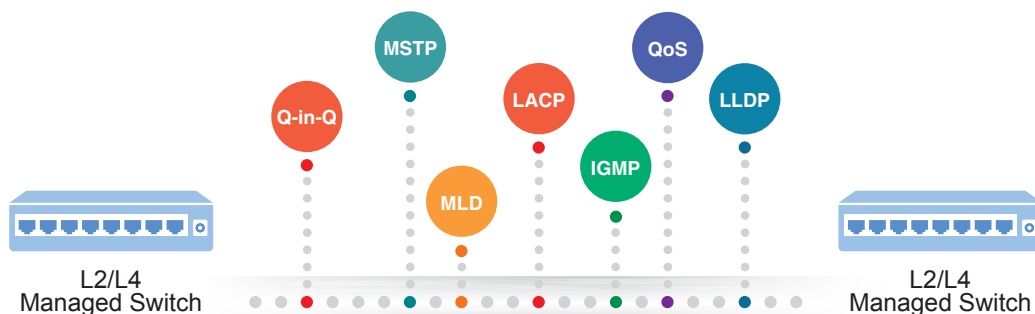 MSTP
QoS
Q-in-Q
LACP
LLDP
IGMP
MLD
L2/L4
Managed Switch
L2/L4
Managed Switch